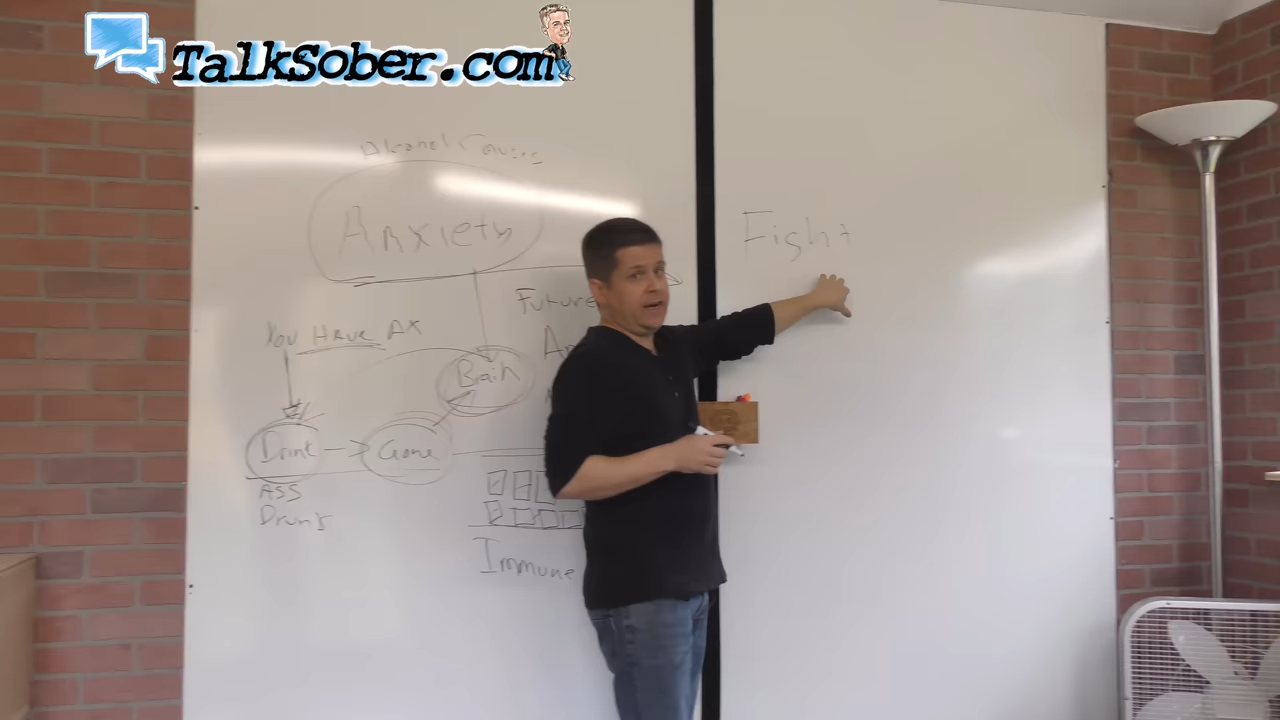 TalkSober.com
Alcohol Causes
Anxiety
Fight
Future
You HAVE AX
Brain
Drink
Gone
ASS
Drunk
Immune